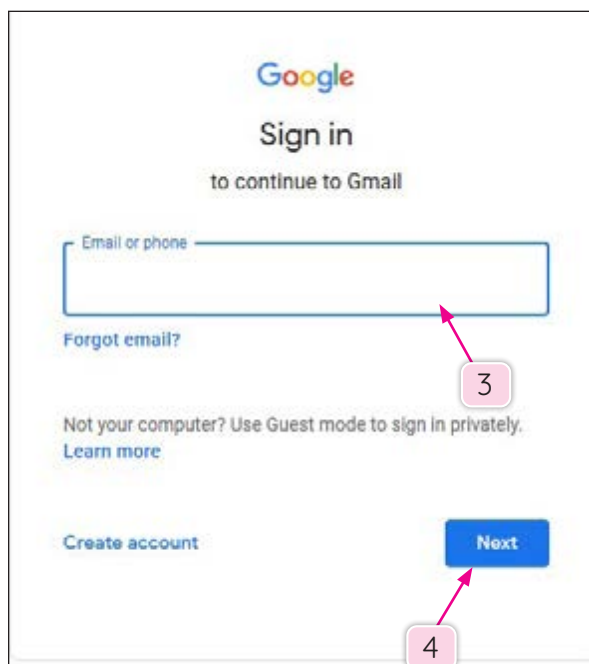 Google
Sign in
to continue to Gmail
Email or phone
Forgot email?
3
Not your computer? Use Guest mode to sign in privately.
Learn more
Create account
Next
4